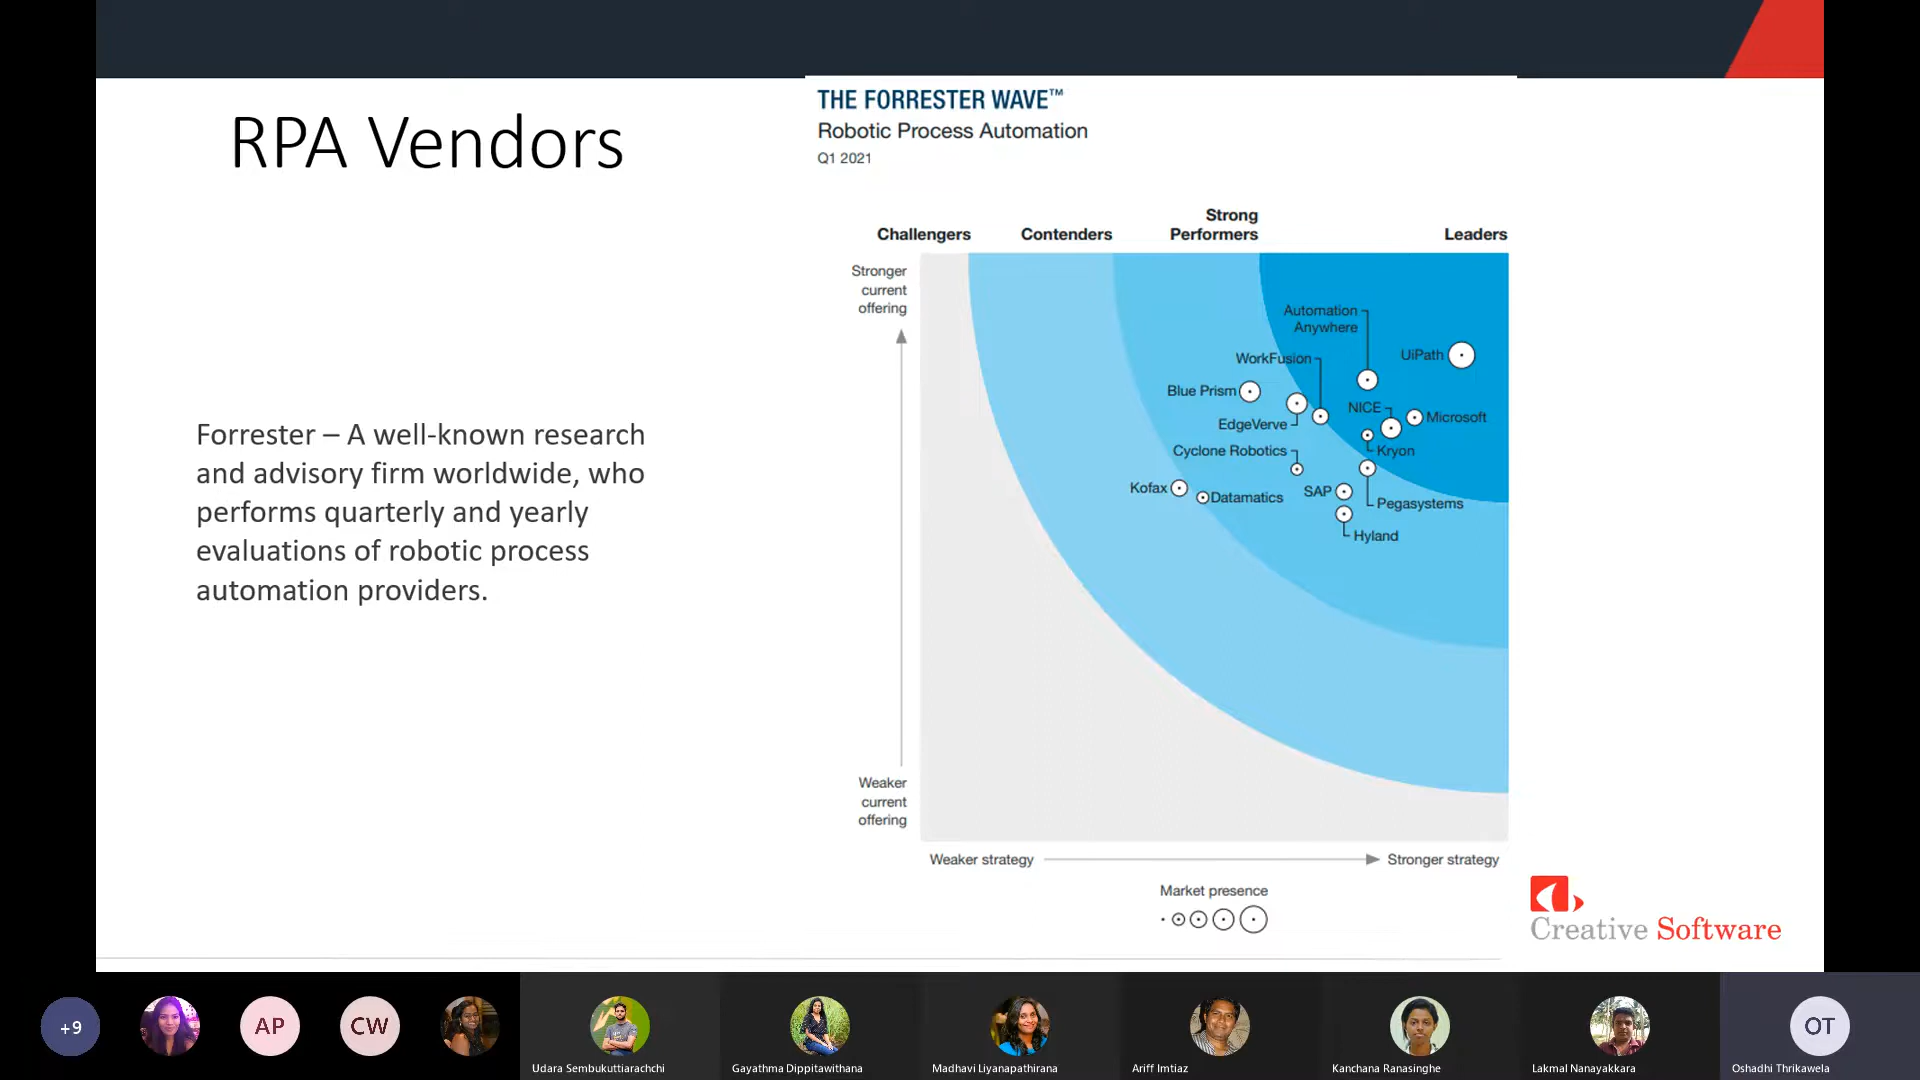 RPA Vendors
Forrester – A well-known research
and advisory firm worldwide, who
performs quarterly and yearly
evaluations of robotic process
automation providers.
THE FORRESTER WAVE™
Robotic Process Automation
Q1 2021
Challengers
Contenders
Strong
Performers
Leaders
Stronger
current
offering
Automation
Anywhere
UiPath
WorkFusion
Blue Prism
NICE
Microsoft
EdgeVerve
Cyclone Robotics
Kryon
Kofax
Datamatics
SAP
Pegasystems
Hyland
Weaker
current
offering
Weaker strategy
Stronger strategy
Market presence
Creative Software
+9
AP
CW
Udara Sembukuttiarachchi
Gayathma Dippitawithana
Madhavi Liyanapathirana
Ariff Imtiaz
Kanchana Ranasinghe
Lakmal Nanayakkara
OT
Oshadhi Thrikawela